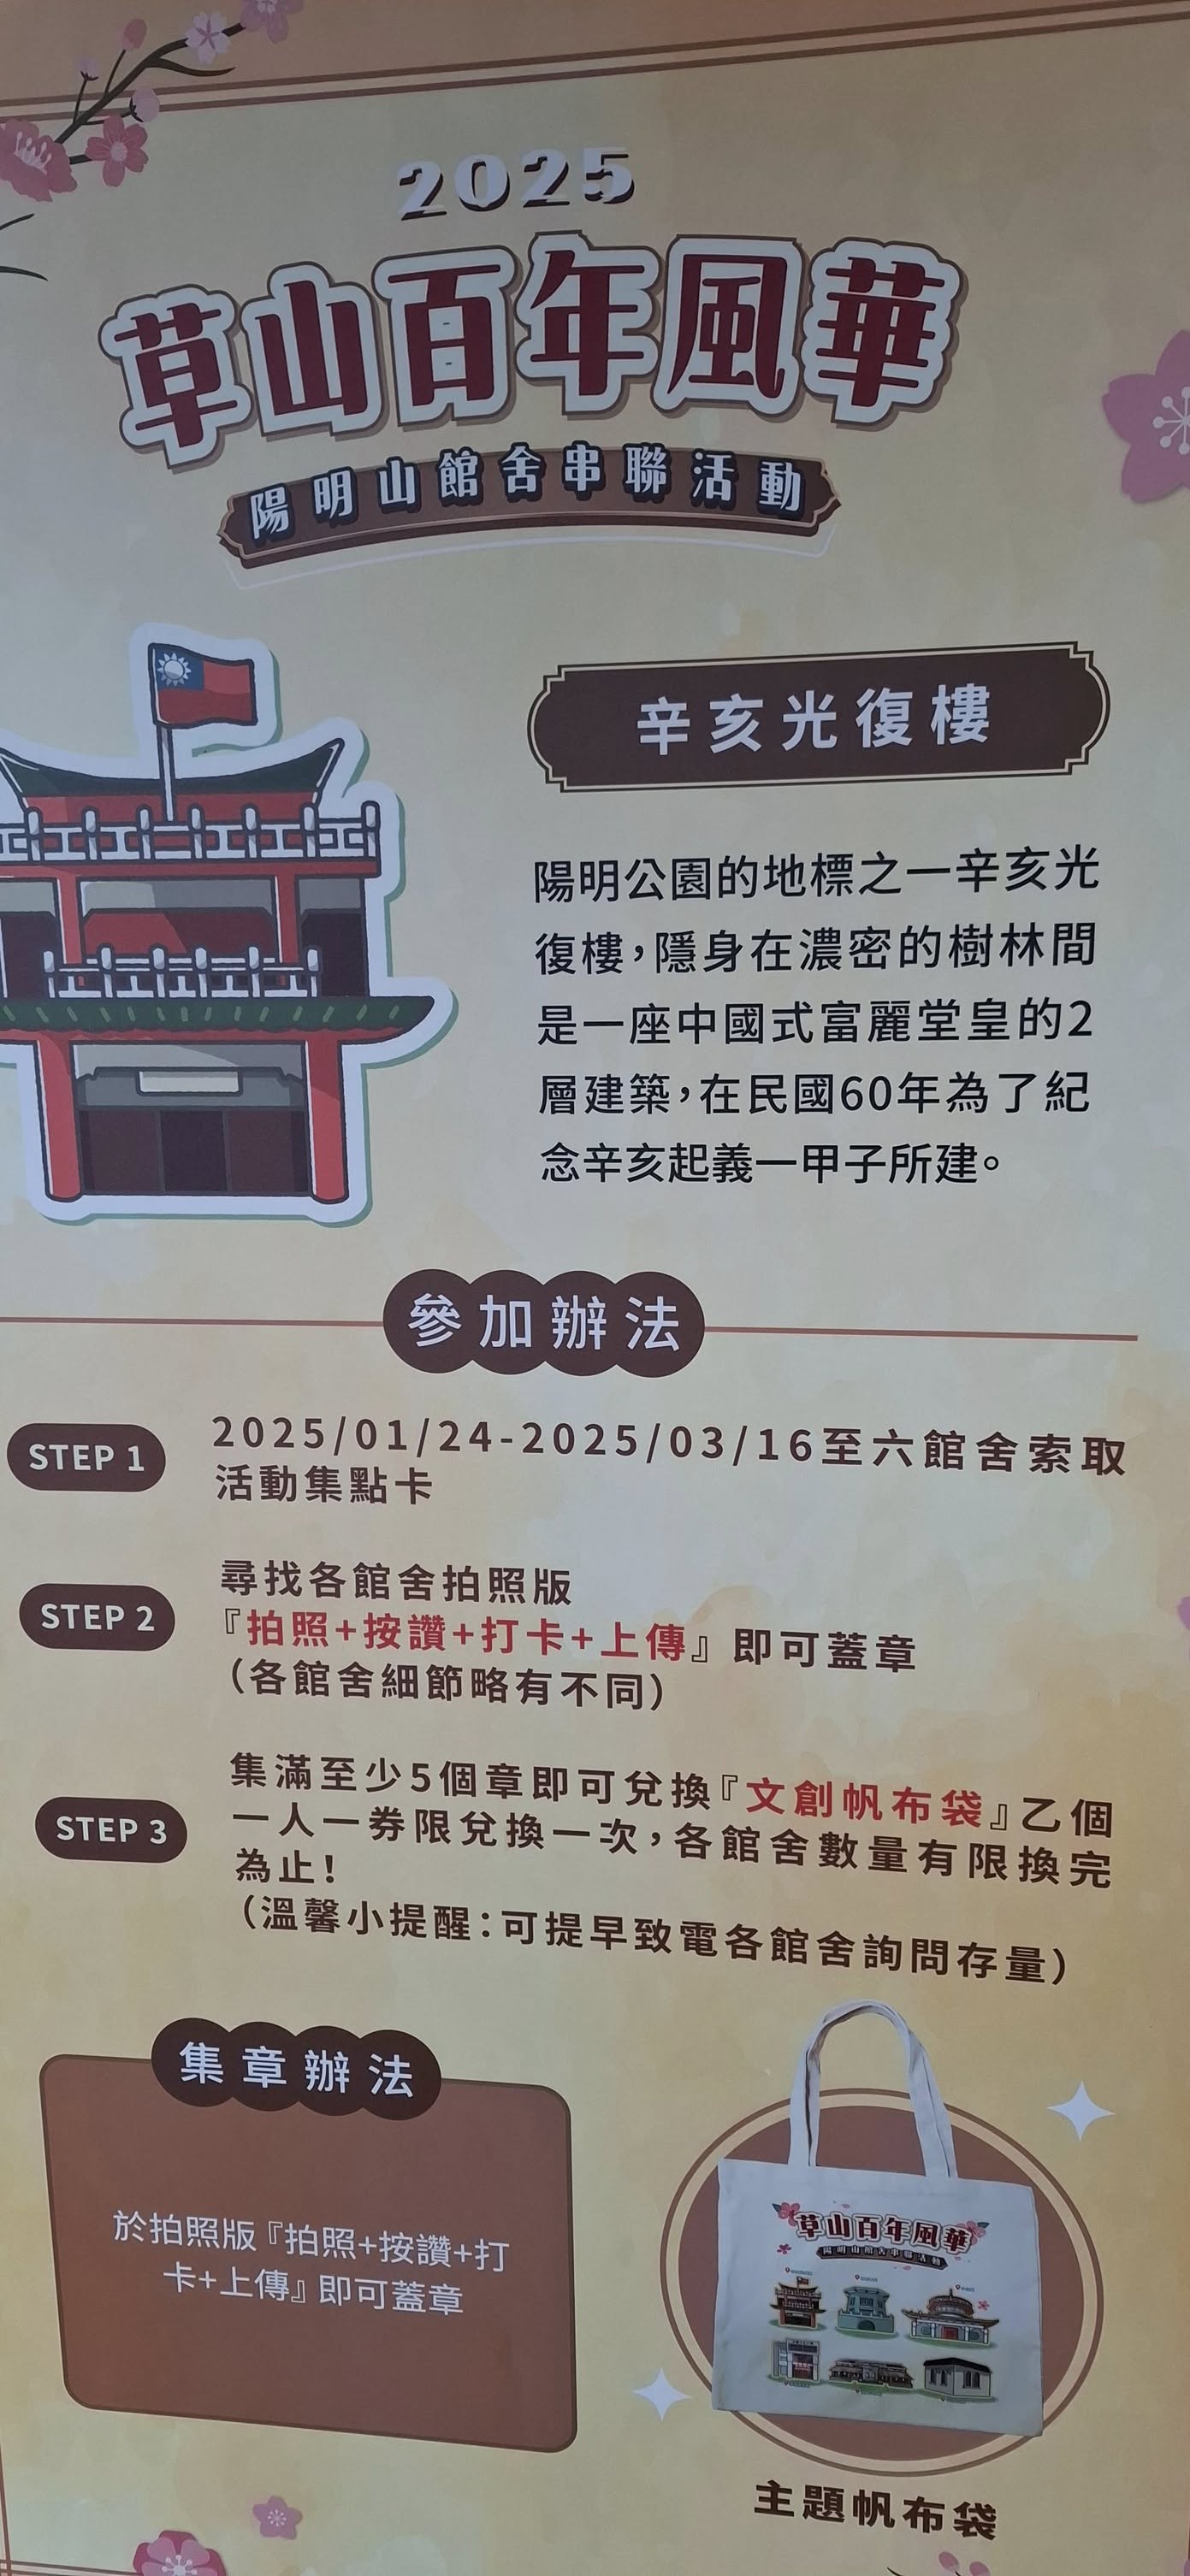 2025
草山百年風華
陽明山館舍串聯活動
辛亥光復樓
陽明公園的地標之一辛亥光
復樓，隱身在濃密的樹林間
是一座中國式富麗堂皇的2
層建築，在民國60年為了紀
念辛亥起義一甲子所建。
參加辦法
STEP 1
2025/01/24-2025/03/16至六館舍索取
活動集點卡
STEP 2
尋找各館舍拍照版
『拍照+按讚+打卡+上傳』即可蓋章
（各館舍細節略有不同）
STEP 3
集滿至少5個章即可兌換『文創帆布袋』乙個
一人一券限兌換一次，各館舍數量有限換完
為止！
（溫馨小提醒：可提早致電各館舍詢問存量）
集章辦法
於拍照版『拍照+按讚+打
卡+上傳』即可蓋章
草山百年風華
陽明山館舍串聯活動
主題帆布袋